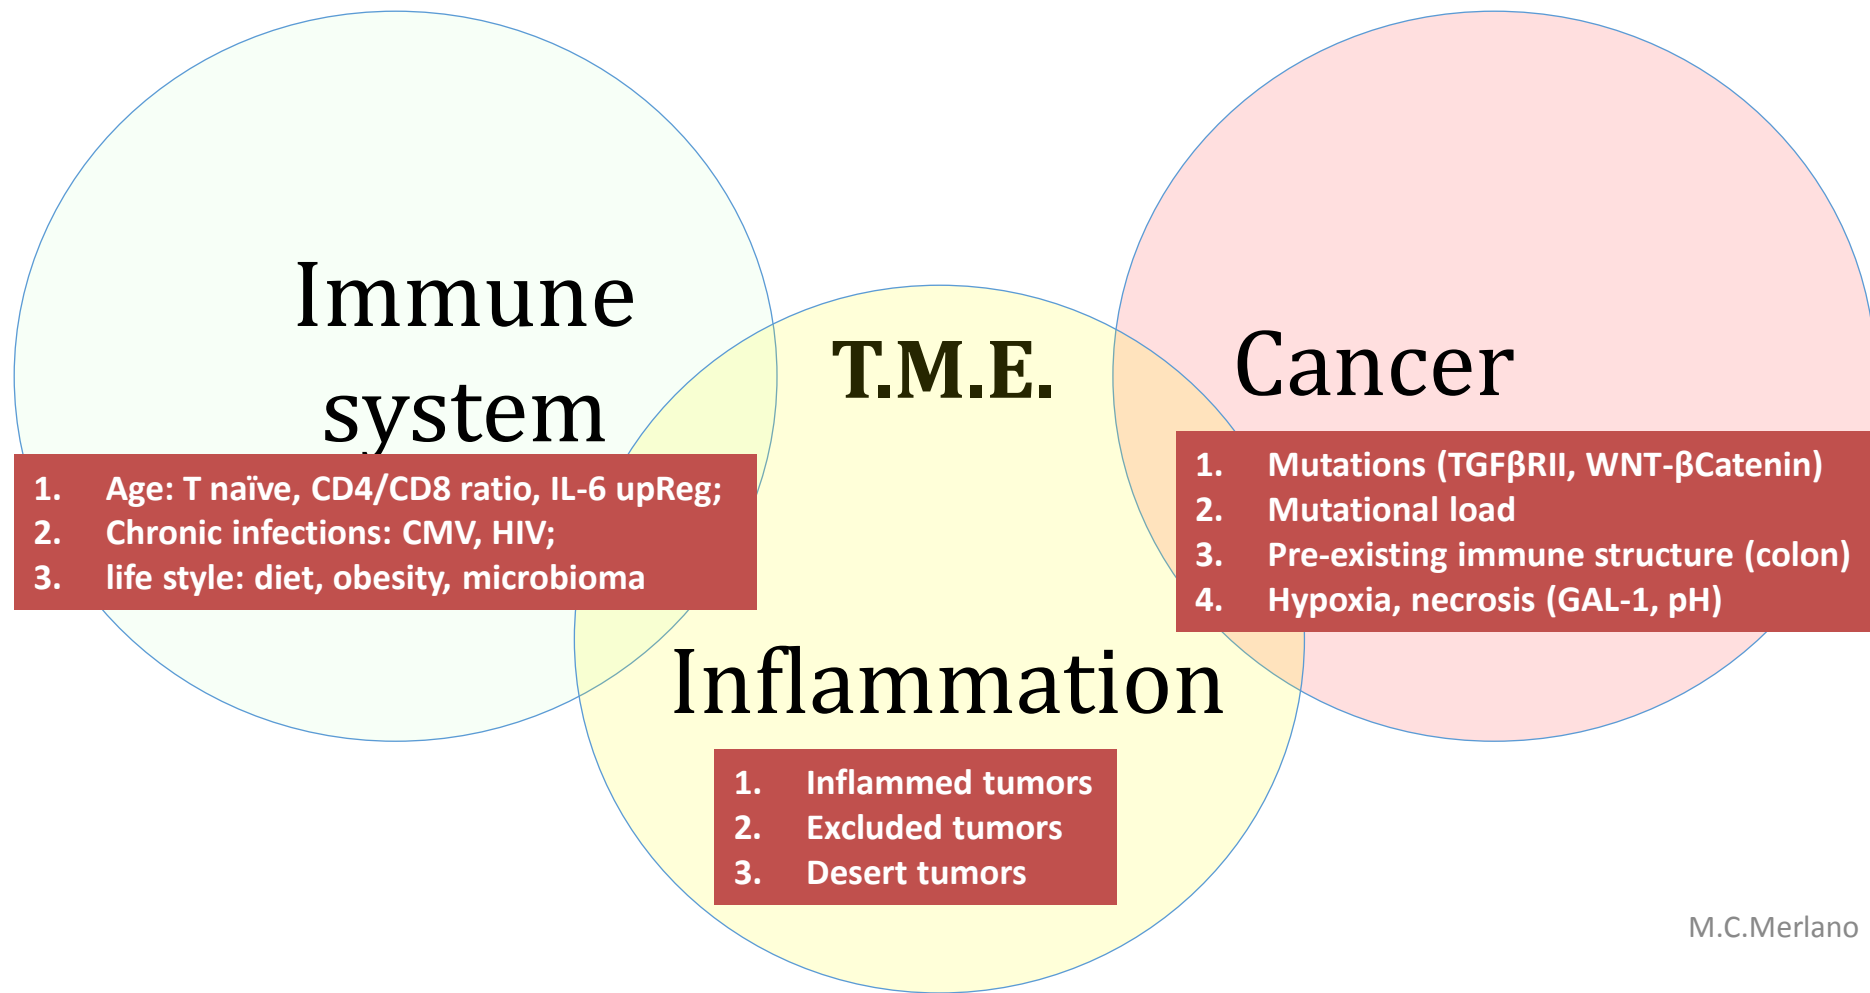 Immune
system
1. Age: T naïve, CD4/CD8 ratio, IL-6 upReg;
2. Chronic infections: CMV, HIV;
3. life style: diet, obesity, microbioma
T.M.E.
Cancer
1. Mutations (TGFβRII, WNT-βCatenin)
2. Mutational load
3. Pre-existing immune structure (colon)
4. Hypoxia, necrosis (GAL-1, pH)
Inflammation
1. Inflammed tumors
2. Excluded tumors
3. Desert tumors
M.C.Merlano